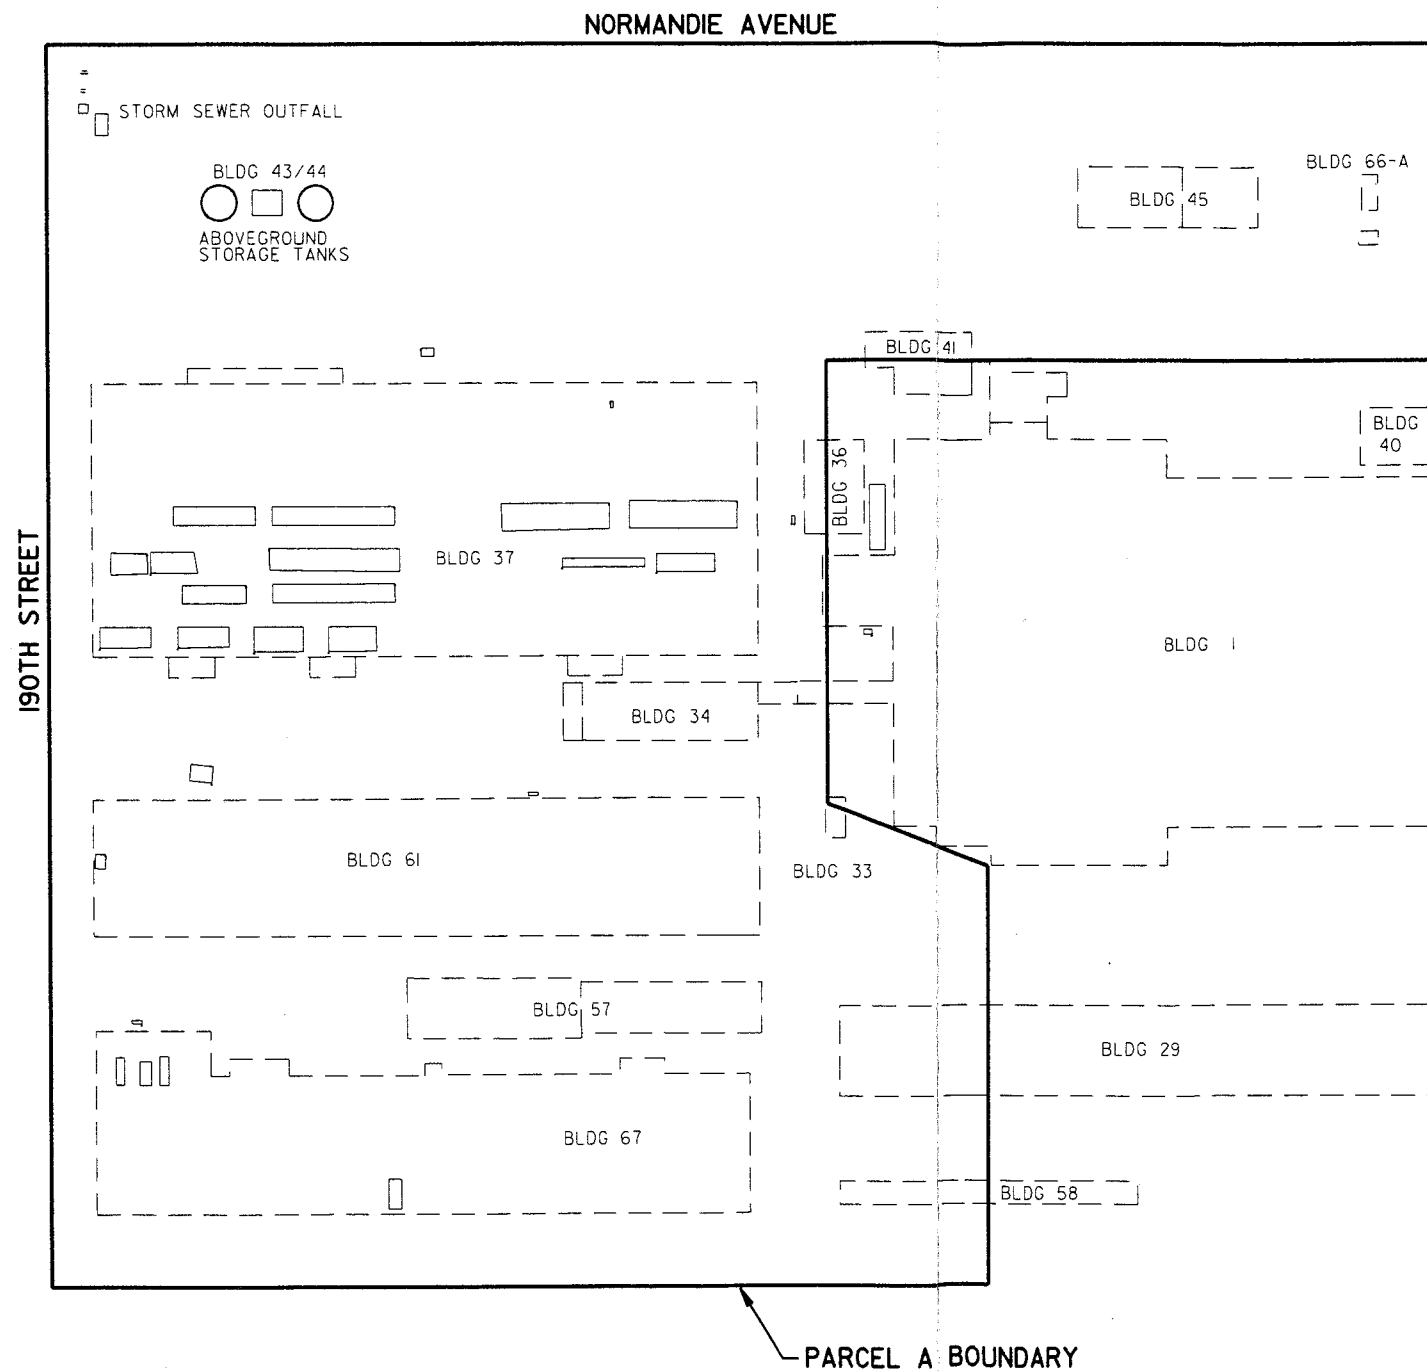 NORMANDIE AVENUE
STORM SEWER OUTFALL
BLDG 43/44
ABOVEGROUND
STORAGE TANKS
BLDG 66-A
BLDG 45
BLDG 41
BLDG
40
BLDG 36
BLDG 37
190TH STREET
BLDG 1
BLDG 34
BLDG 61
BLDG 33
BLDG 57
BLDG 29
BLDG 67
BLDG 58
PARCEL A BOUNDARY